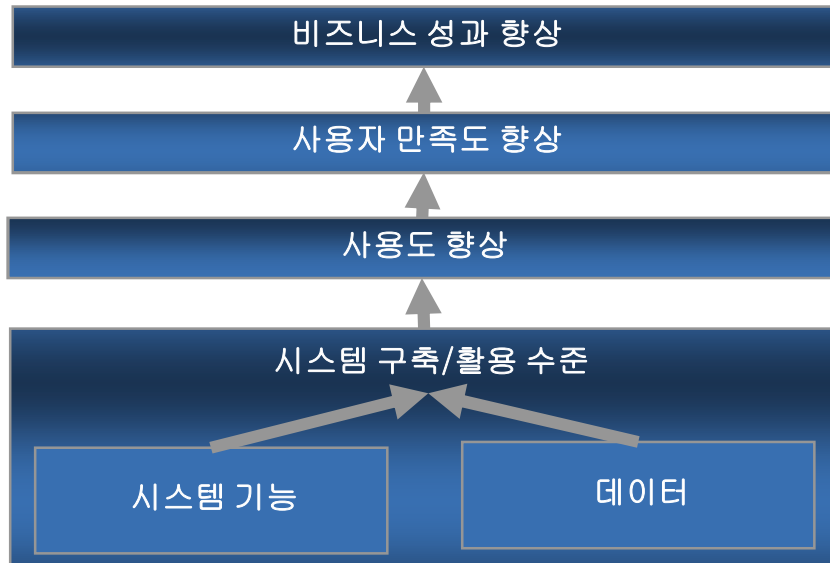 비즈니스 성과 향상
사용자 만족도 향상
사용도 향상
시스템 구축/활용 수준
시스템 기능
데이터